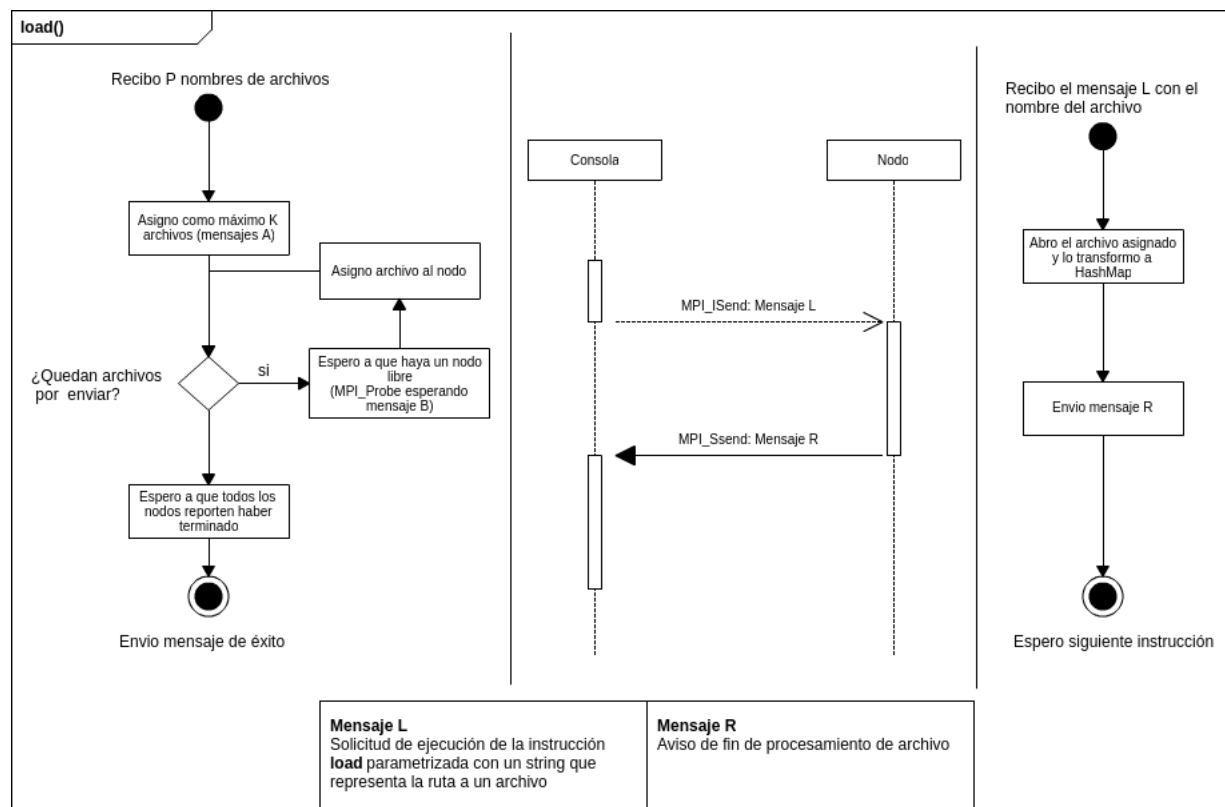 load()
Recibo P nombres de archivos
Asigno como máximo K
archivos (mensajes A)
Asigno archivo al nodo
¿Quedan archivos
por enviar?
si
Espero a que haya un nodo
libre
(MPI_Probe esperando
mensaje B)
Espero a que todos los
nodos reporten haber
terminado
Envio mensaje de éxito
Consola
Nodo
MPI_ISend: Mensaje L
MPI_Ssend: Mensaje R
Recibo el mensaje L con el
nombre del archivo
Abro el archivo asignado
y lo transformo a
HashMap
Envio mensaje R
Espero siguiente instrucción
Mensaje L
Solicitud de ejecución de la instrucción
load parametrizada con un string que
representa la ruta a un archivo
Mensaje R
Aviso de fin de procesamiento de archivo